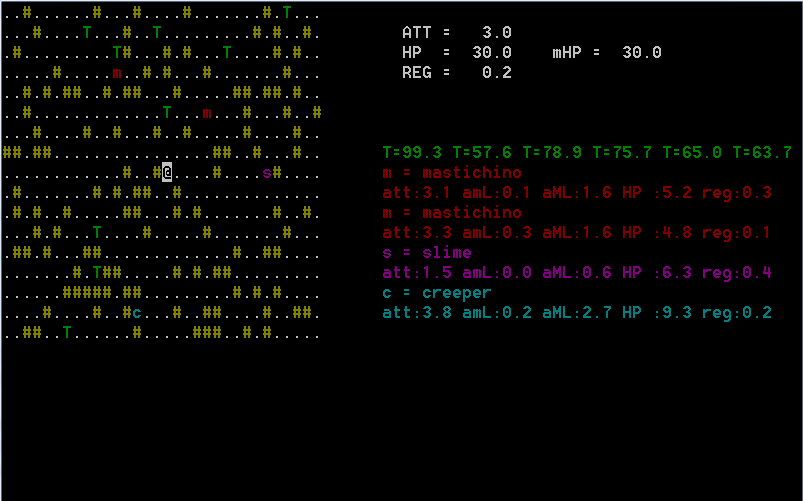 ..#......#...#...#........#.T...
...#....T...#..T.........#.#..#.
ATT =   3.0
.#.........T#...#.#...T....#.#..
HP  =  30.0    mHP =  30.0
.....#.....m..#.#...#.......#...
REG =   0.2
..#.#.##..#.##...#.....##.#.#...
..#.............T...m...#...#..#
...#....#..#...#..#.....#....#..
##.##................##..#...#..
............#..#@....#....s#....
.#.......#.#.##..#..............
.#.#..#.....##...#.#.......#..#.
...#.#...T....#.....#.......#...
.##.#...##.............#..##....
.......#.T##.....#.#.##.........
......#####.##.........#.#.#....
....#....#..#c...#..##....#..##.
..##..T......#.....###..#.#.....
T=99.3 T=57.6 T=78.9 T=75.7 T=65.0 T=63.7
m = mastichino
att:3.1 amL:0.1 aML:1.6 HP :5.2 reg:0.3
m = mastichino
att:3.3 amL:0.3 aML:1.6 HP :4.8 reg:0.1
s = slime
att:1.5 amL:0.0 aML:0.6 HP :6.3 reg:0.4
c = creeper
att:3.8 amL:0.2 aML:2.7 HP :9.3 reg:0.2